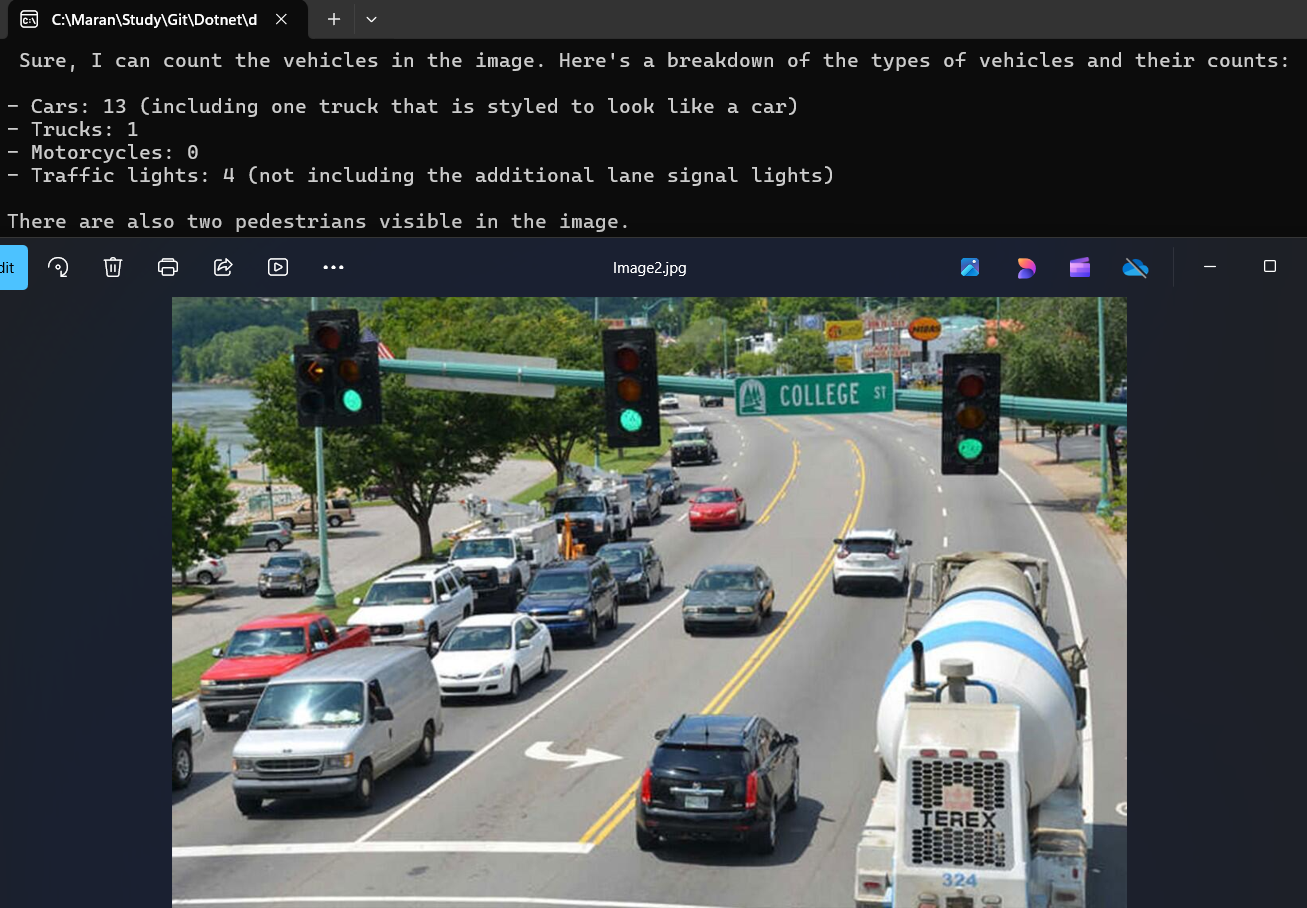 C:\Maran\Study\Git\Dotnet\d
Sure, I can count the vehicles in the image. Here's a breakdown of the types of vehicles and their counts:
- Cars: 13 (including one truck that is styled to look like a car)
- Trucks: 1
- Motorcycles: 0
- Traffic lights: 4 (not including the additional lane signal lights)
There are also two pedestrians visible in the image.
dit
Image2.jpg
COLLEGE ST
TEREX
324